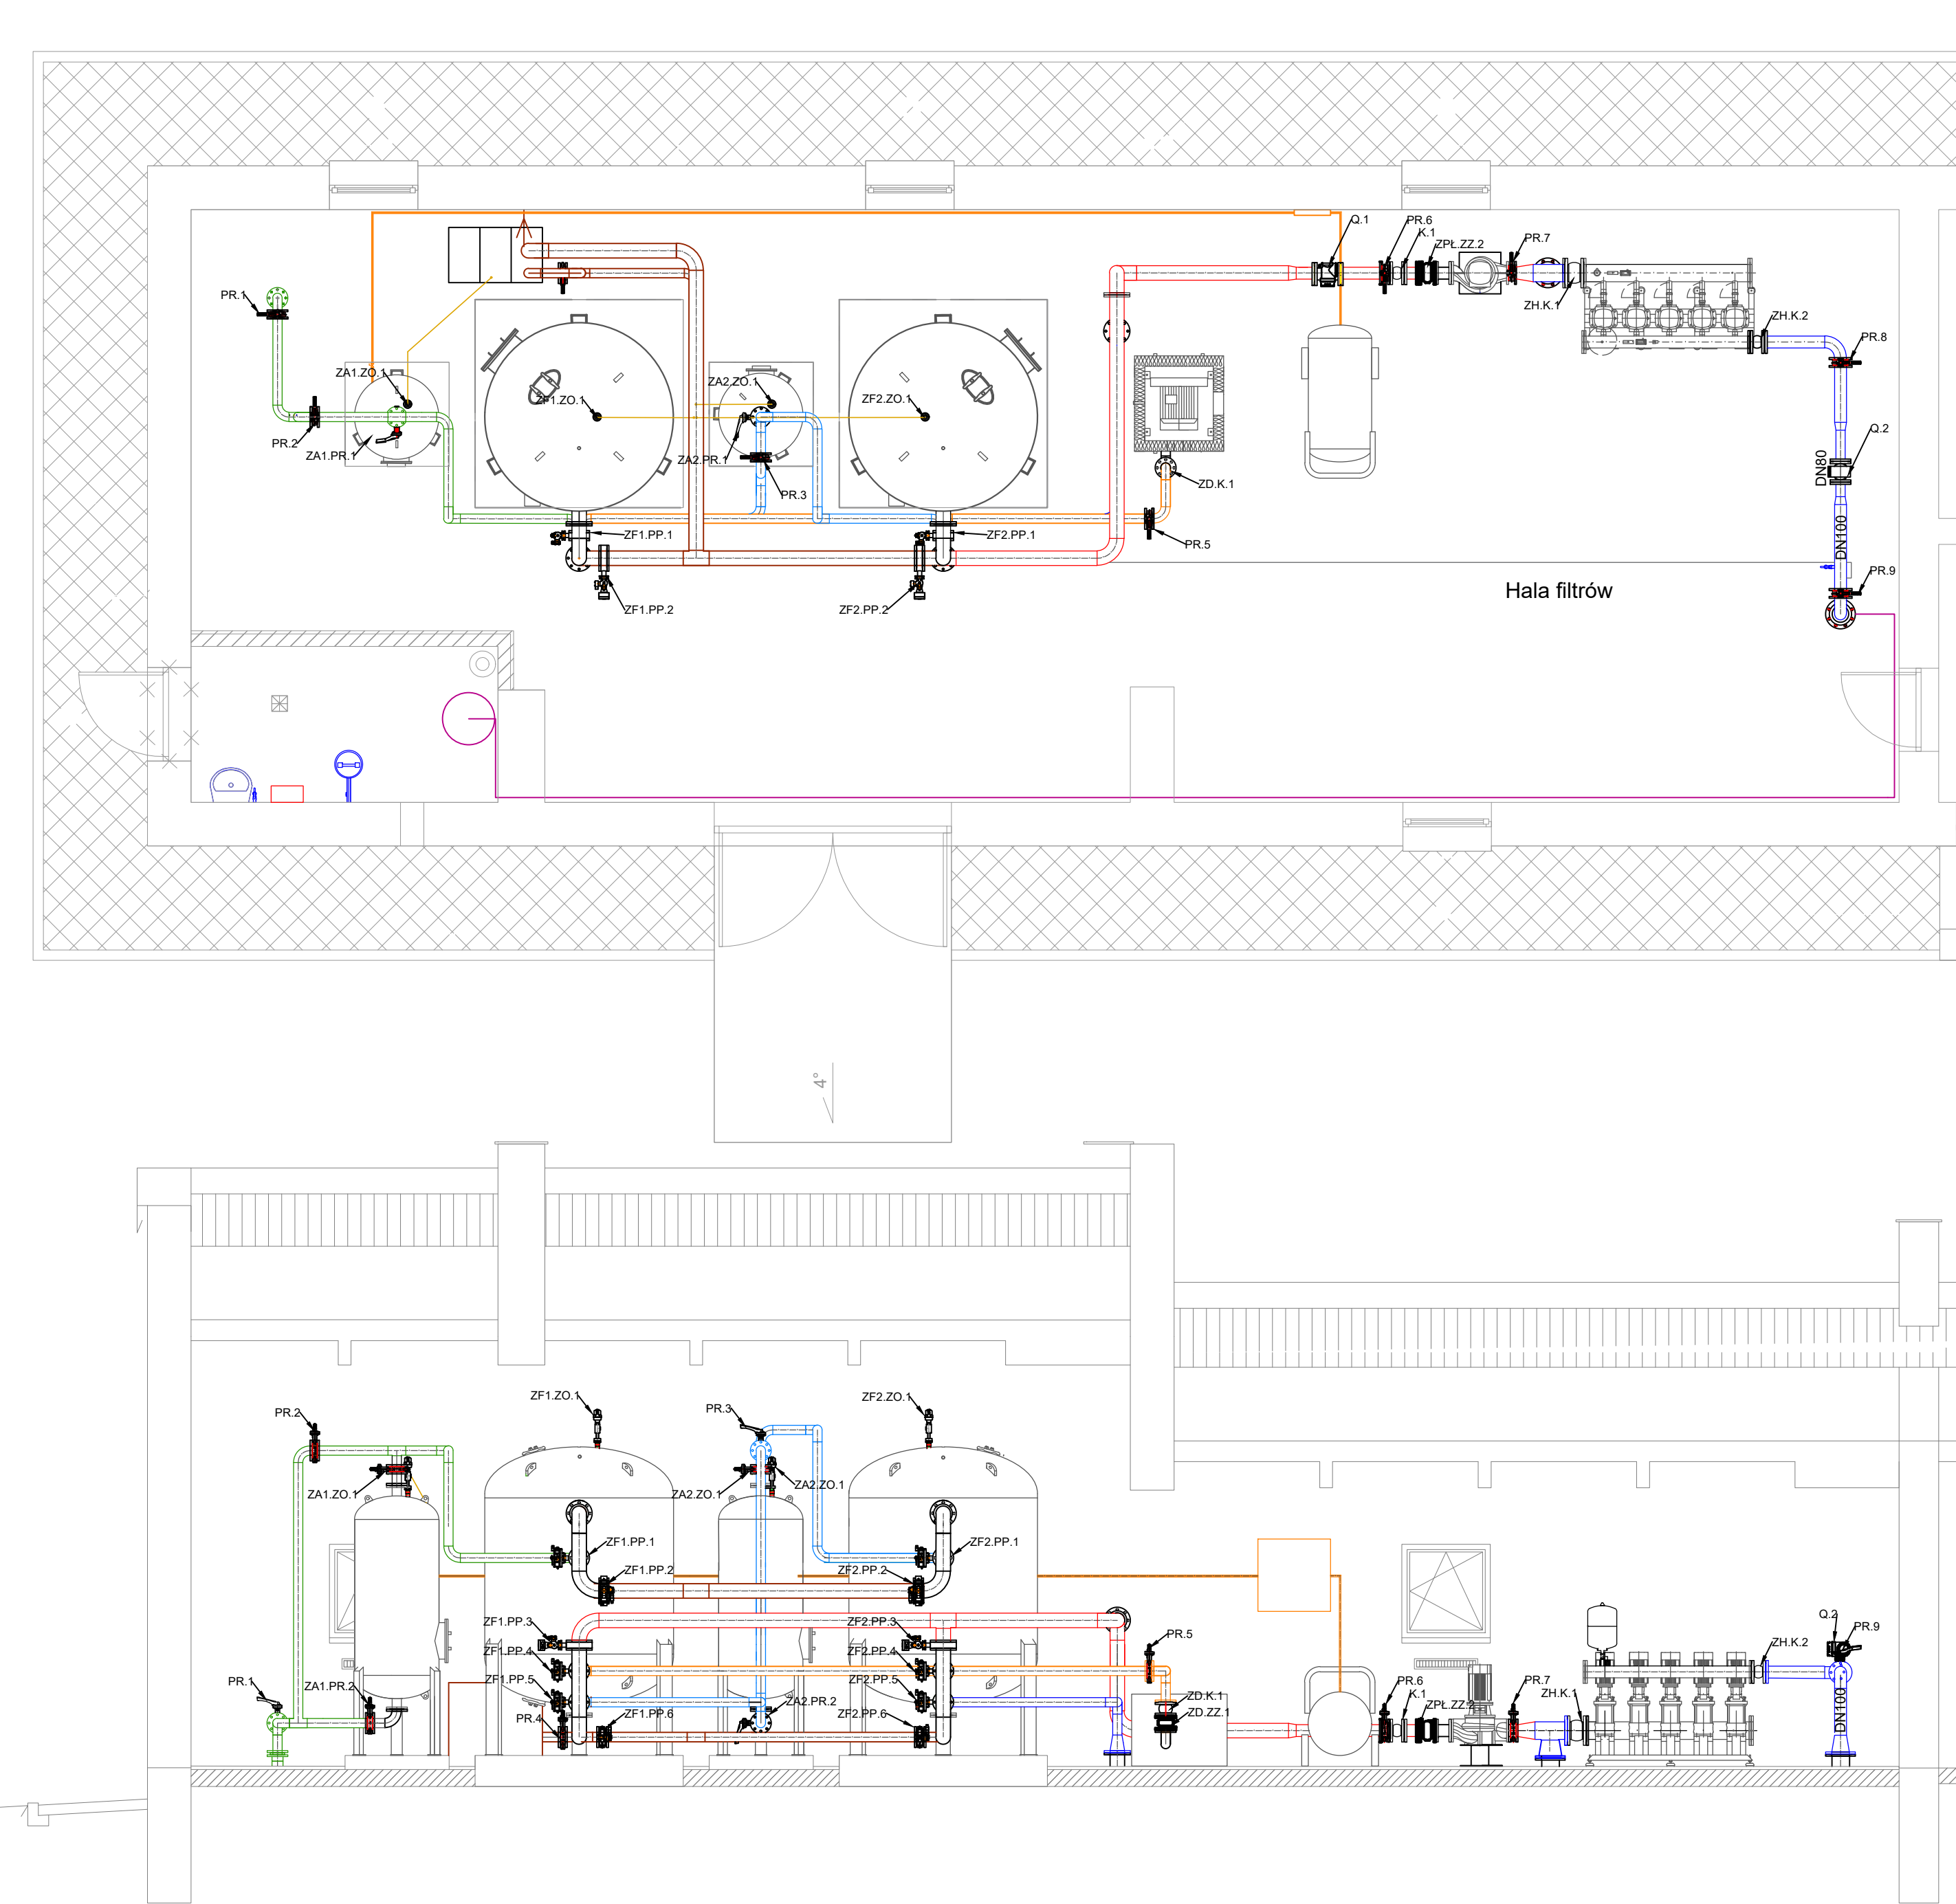 Q.1
PR.6
K.1
ZPŁ.ZZ.2
PR.7
PR.1
ZH.K.1
ZH.K.2
PR.8
ZA1.ZO.1
ZF1.ZO.1
ZA2.ZO.1
ZF2.ZO.1
PR.2
ZA1.PR.1
ZA2.PR.1
PR.3
ZD.K.1
Q.2
DN80
ZF1.PP.1
ZF2.PP.1
PR.5
DN100
PR.9
Hala filtrów
ZF1.PP.2
ZF2.PP.2
4°
ZF1.ZO.1
PR.3
ZF2.ZO.1
PR.2
ZA1.ZO.1
ZA2.ZO.1
ZA2.ZO.1
ZF1.PP.1
ZF2.PP.1
ZF1.PP.2
ZF2.PP.2
ZF1.PP.3
ZF2.PP.3
Q.2
PR.9
PR.5
ZH.K.2
ZF1.PP.4
ZF2.PP.4
PR.1
ZA1.PR.2
ZF1.PP.5
ZF2.PP.5
PR.6
PR.7
K.1
ZPŁ.ZZ.2
ZH.K.1
ZA2.PR.2
ZD.K.1
ZD.ZZ.1
PR.4
ZF1.PP.6
ZF2.PP.6
DN100